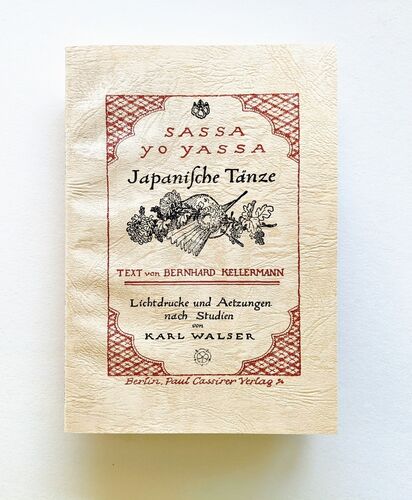 SASSA
YO YASSA
Japaniſche Tänze
TEXT von BERNHARD KELLERMANN
Lichtdrucke und Aetzungen
nach Studien
von
KARL WALSER
Berlin, Paul Cassirer Verlag